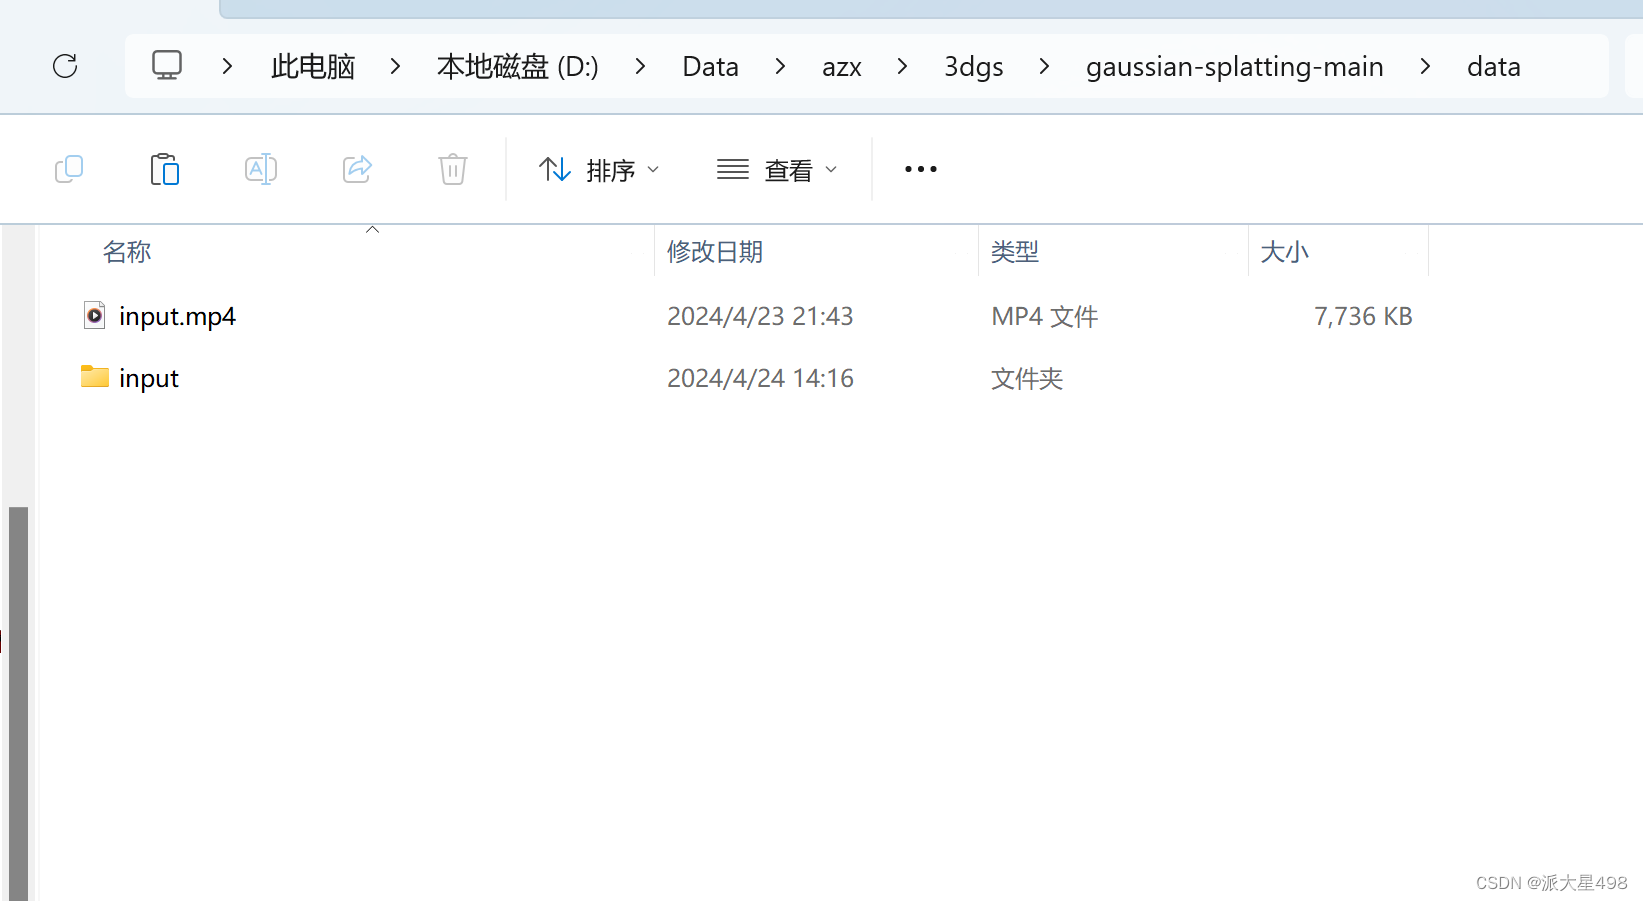 此电脑 > 本地磁盘 (D:) > Data > azx > 3dgs > gaussian-splatting-main > data
排序 查看
名称 修改日期 类型 大小
input.mp4 2024/4/23 21:43 MP4 文件 7,736 KB
input 2024/4/24 14:16 文件夹
CSDN @派大星498